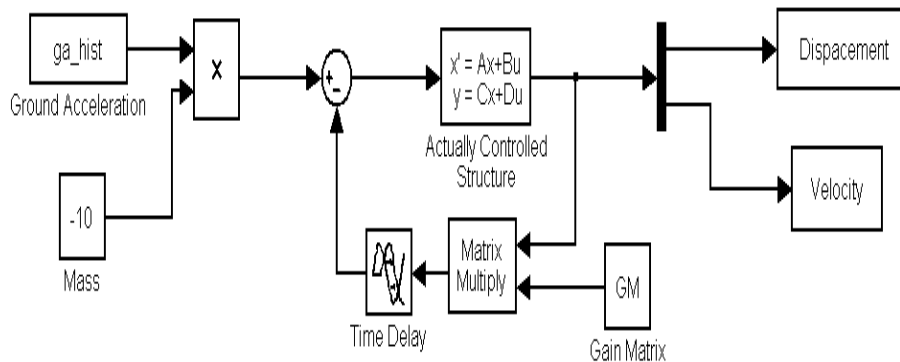 ga_hist
Ground Acceleration
-10
Mass
×
+
-
x' = Ax+Bu
y = Cx+Du
Actually Controlled
Structure
Dispacement
Velocity
Matrix
Multiply
Time Delay
GM
Gain Matrix